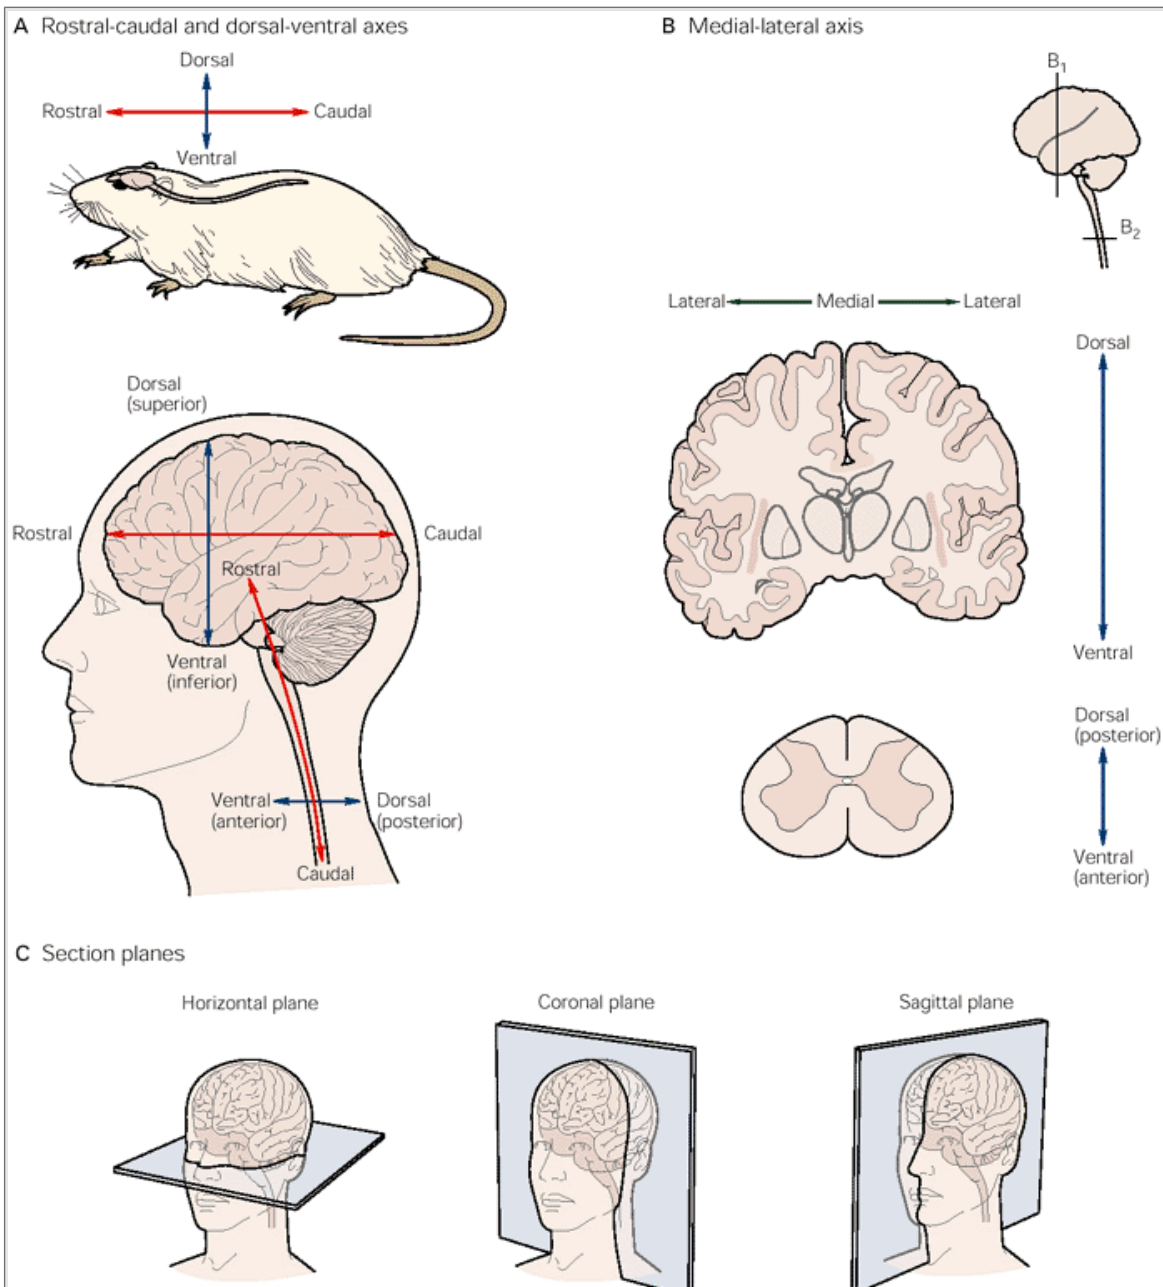 A Rostral-caudal and dorsal-ventral axes
Dorsal
Rostral
Caudal
Ventral
Dorsal
(superior)
Rostral
Caudal
Rostral
Ventral
(inferior)
Ventral
(anterior)
Dorsal
(posterior)
Caudal
B Medial-lateral axis
B1
B2
Lateral
Medial
Lateral
Dorsal
Ventral
Dorsal
(posterior)
Ventral
(anterior)
C Section planes
Horizontal plane
Coronal plane
Sagittal plane